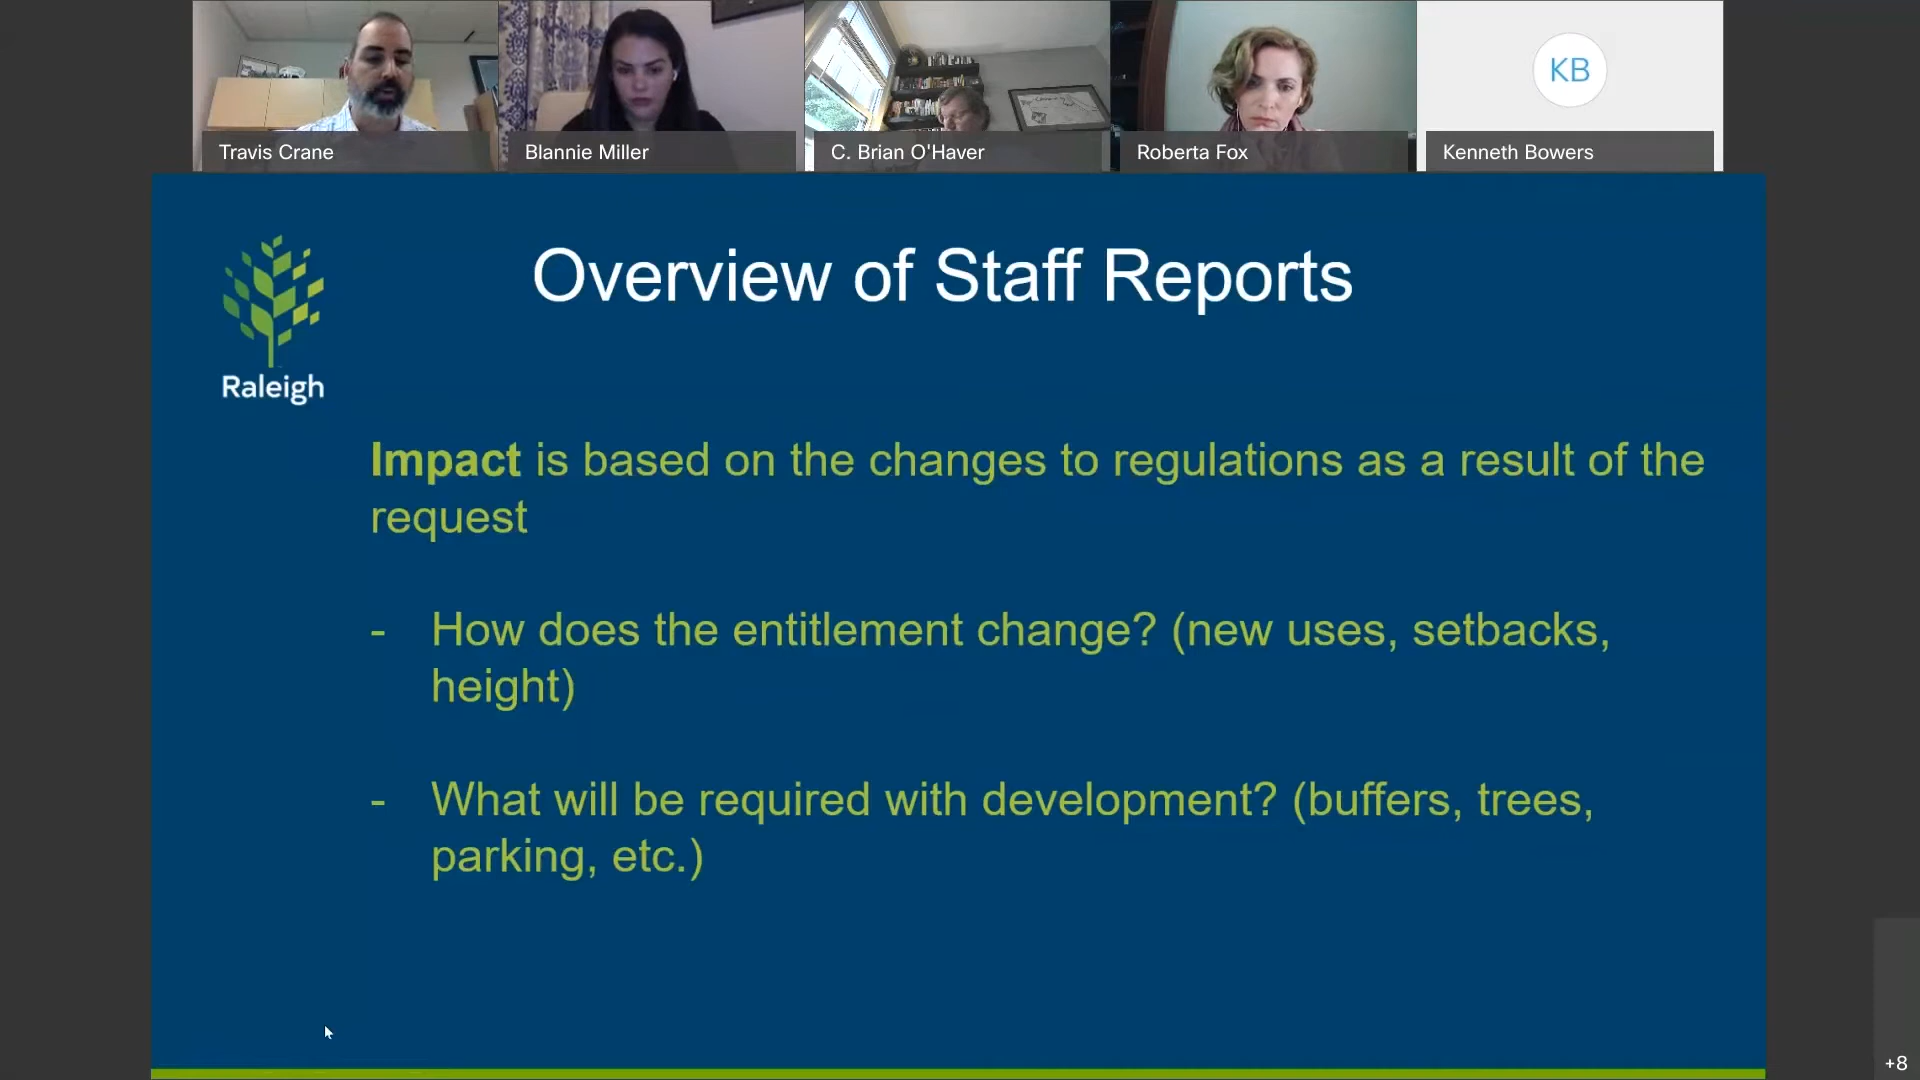 Travis Crane
Blannie Miller
C. Brian O'Haver
Roberta Fox
KB
Kenneth Bowers
Overview of Staff Reports
Raleigh
Impact is based on the changes to regulations as a result of the
request
- How does the entitlement change? (new uses, setbacks,
height)
- What will be required with development? (buffers, trees,
parking, etc.)
+8